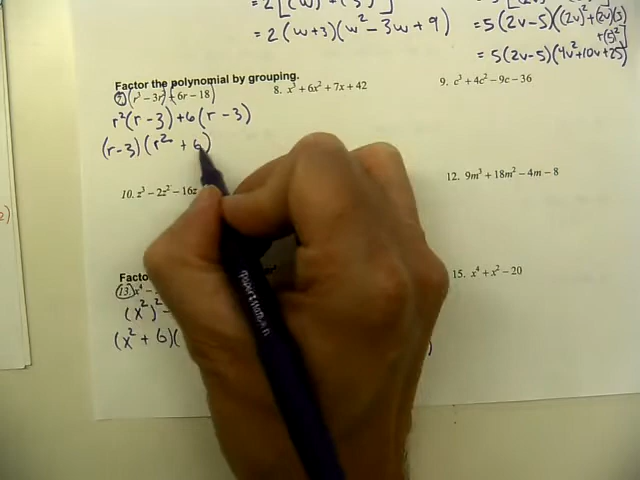 = 2(w+3)(w² - 3w + 9)
= 5(2v-5)((2v)²+(2v)(5)
+(5)²]
= 5(2v-5)(4v²+10v+25)
Factor the polynomial by grouping.
7. (r³ − 3r²) + (6r − 18)
r²(r - 3) + 6(r - 3)
(r-3)(r² + 6)
8. x³ + 6x² + 7x + 42
9. c³ + 4c² − 9c − 36
10. z³ − 2z² − 16z
12. 9m³ + 18m² − 4m − 8
Facto
13. x⁴ −
(x²)² -
(x² + 6)(
15. x⁴ + x² − 20